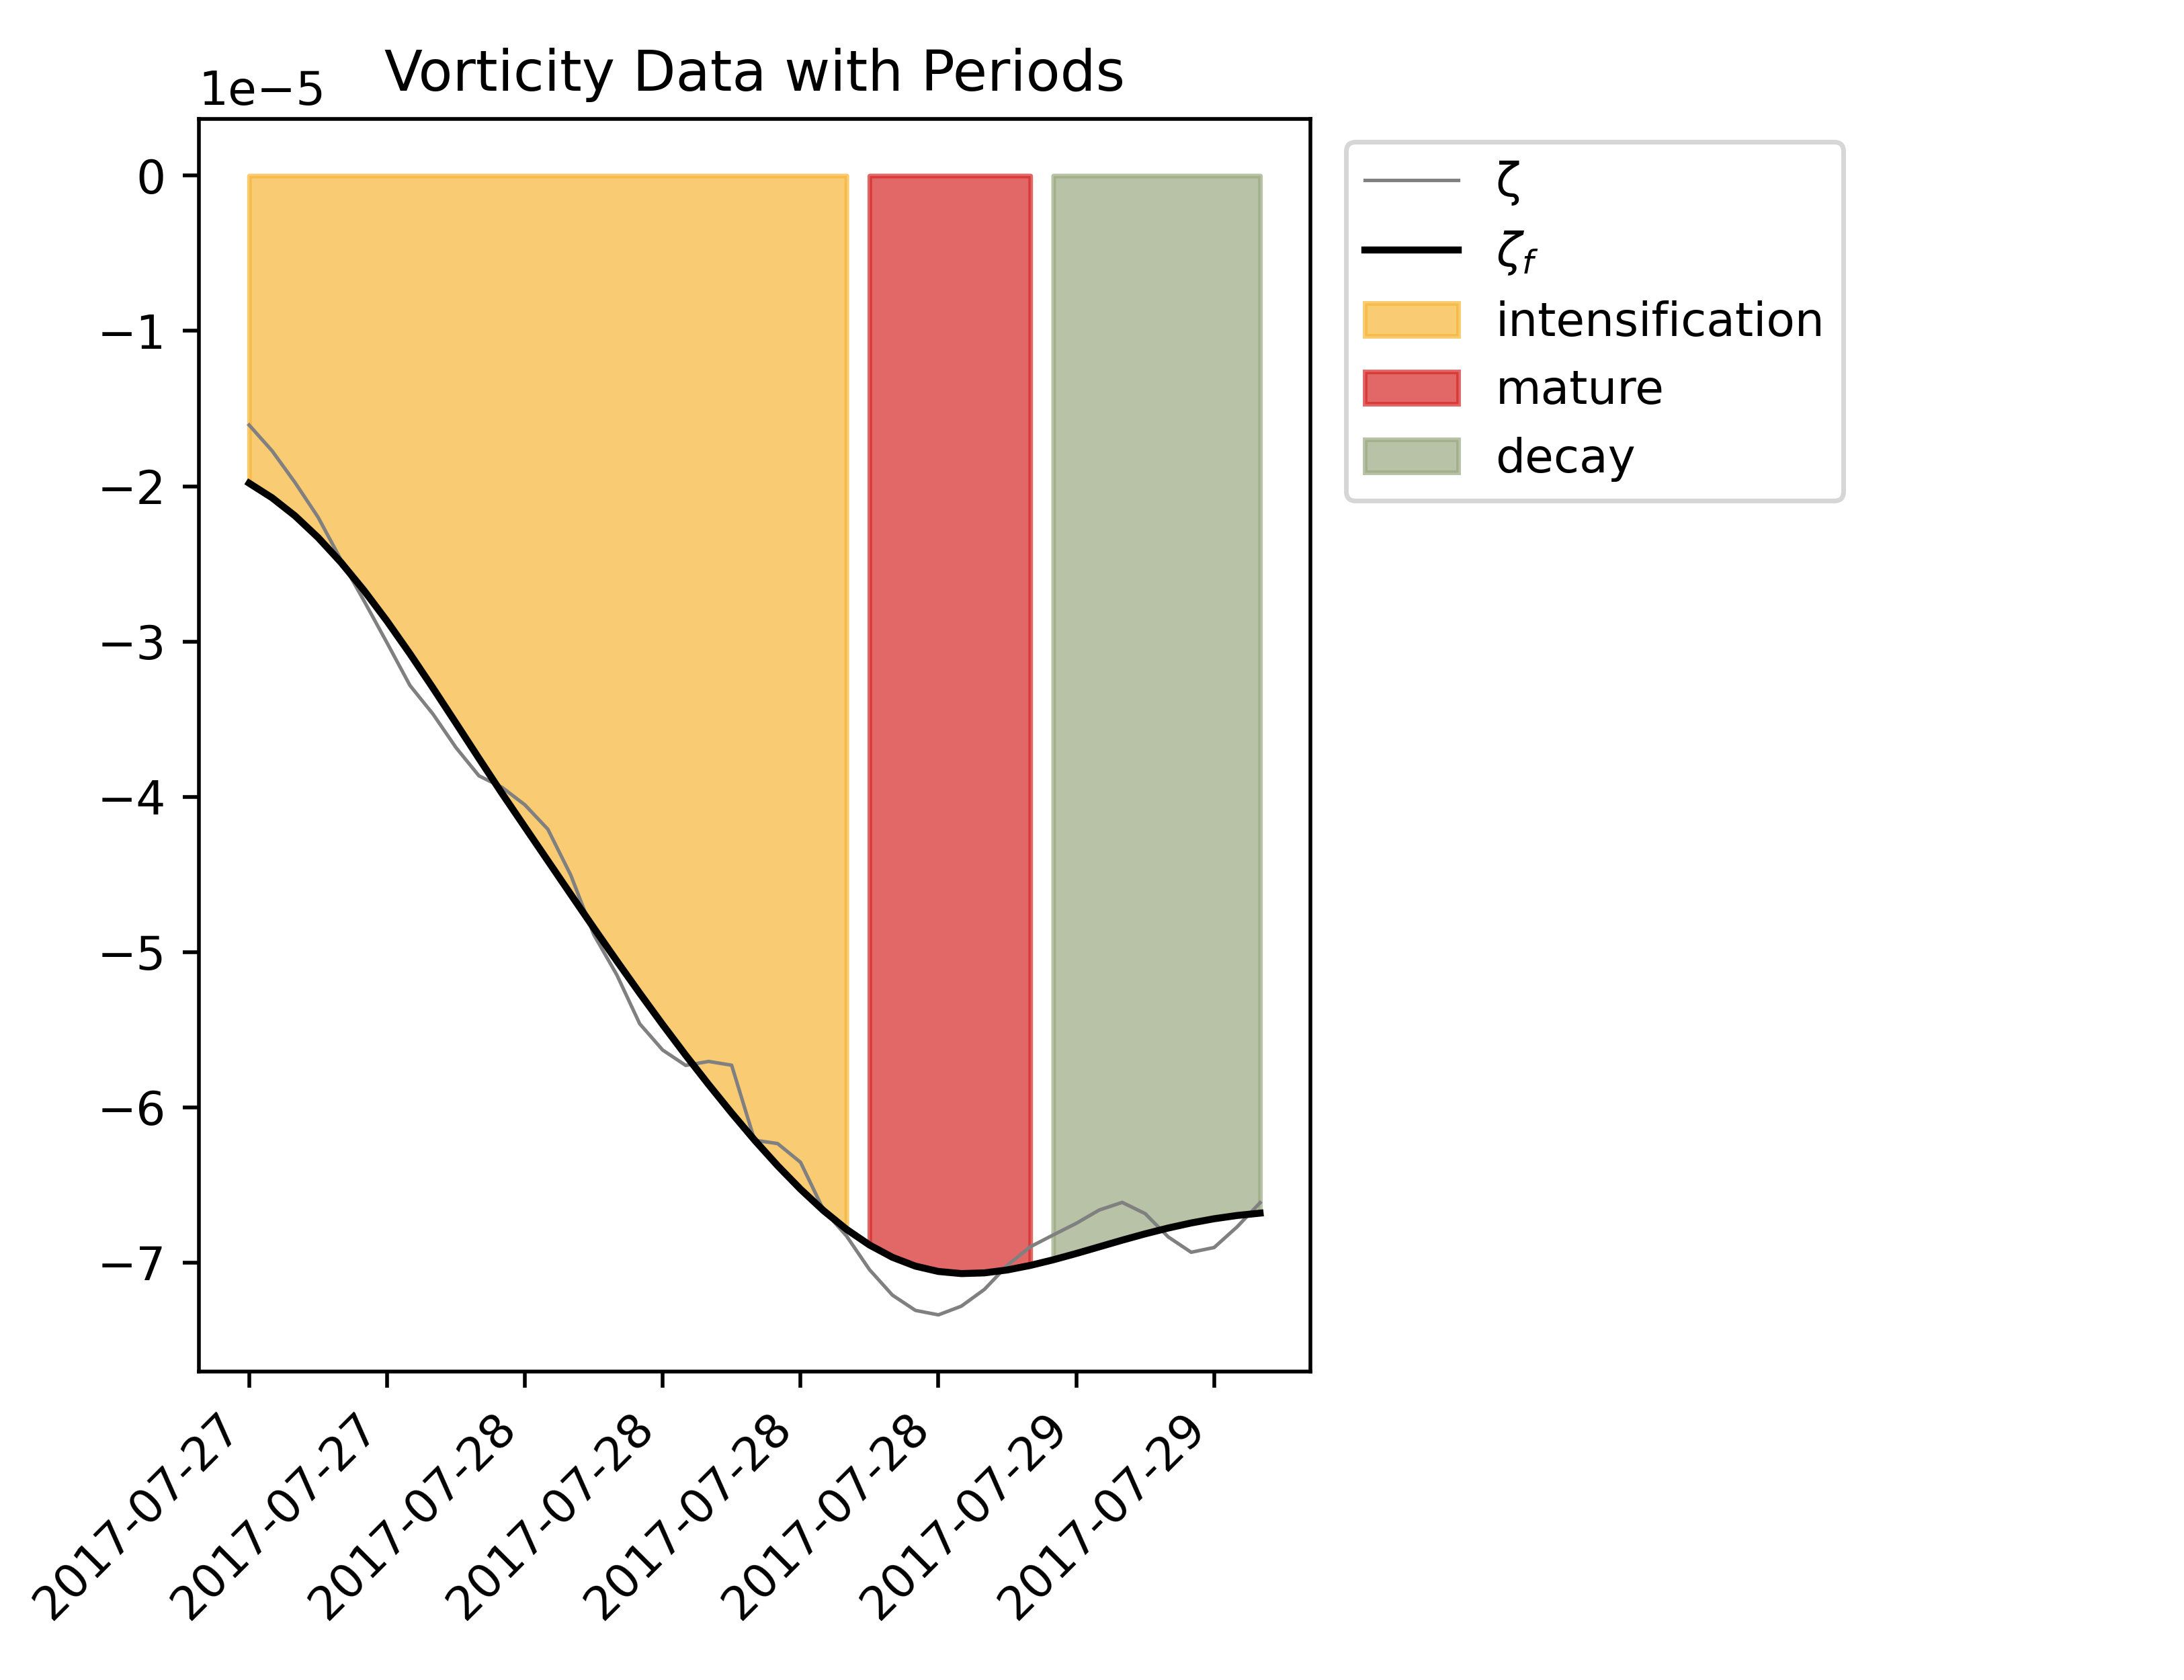 Vorticity Data with Periods
1e−5
0
−1
−2
−3
−4
−5
−6
−7
2017-07-27
2017-07-27
2017-07-28
2017-07-28
2017-07-28
2017-07-28
2017-07-29
2017-07-29
ζ
ζf
intensification
mature
decay